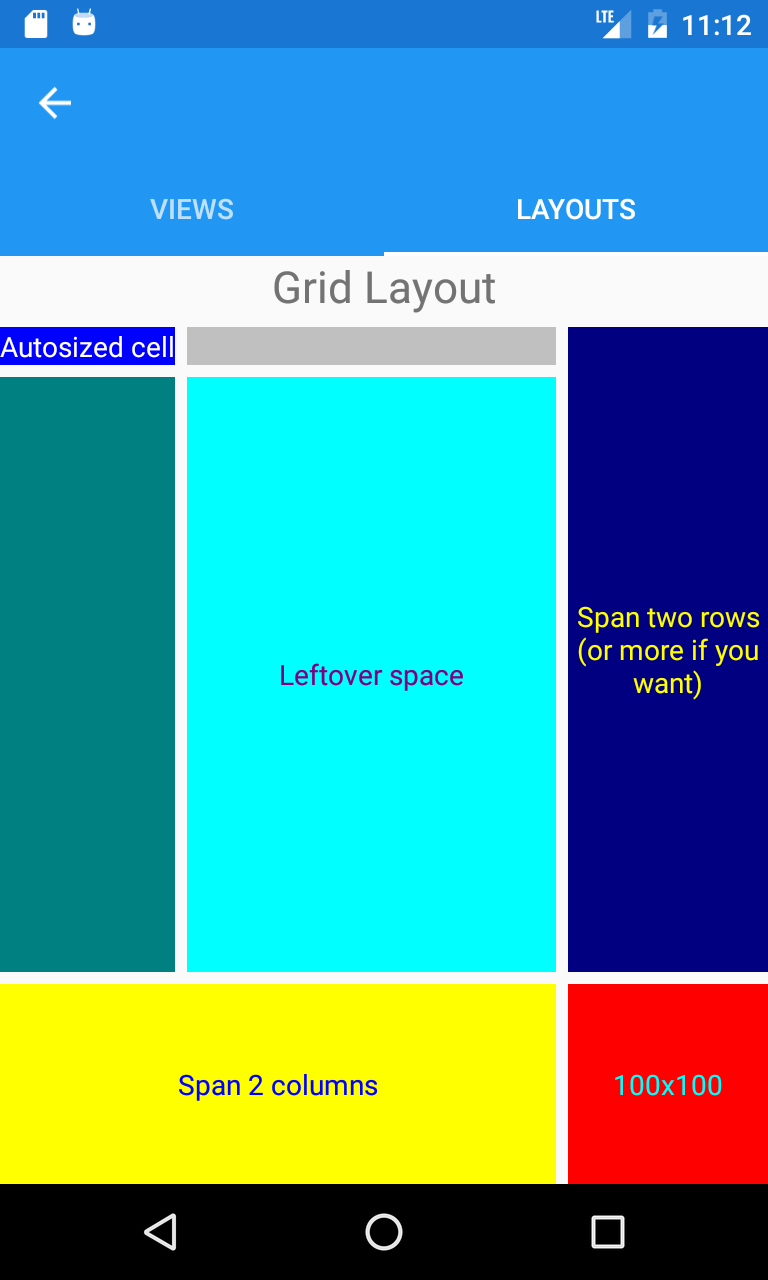 LTE
11:12
VIEWS
LAYOUTS
Grid Layout
Autosized cell
Leftover space
Span two rows
(or more if you
want)
Span 2 columns
100x100